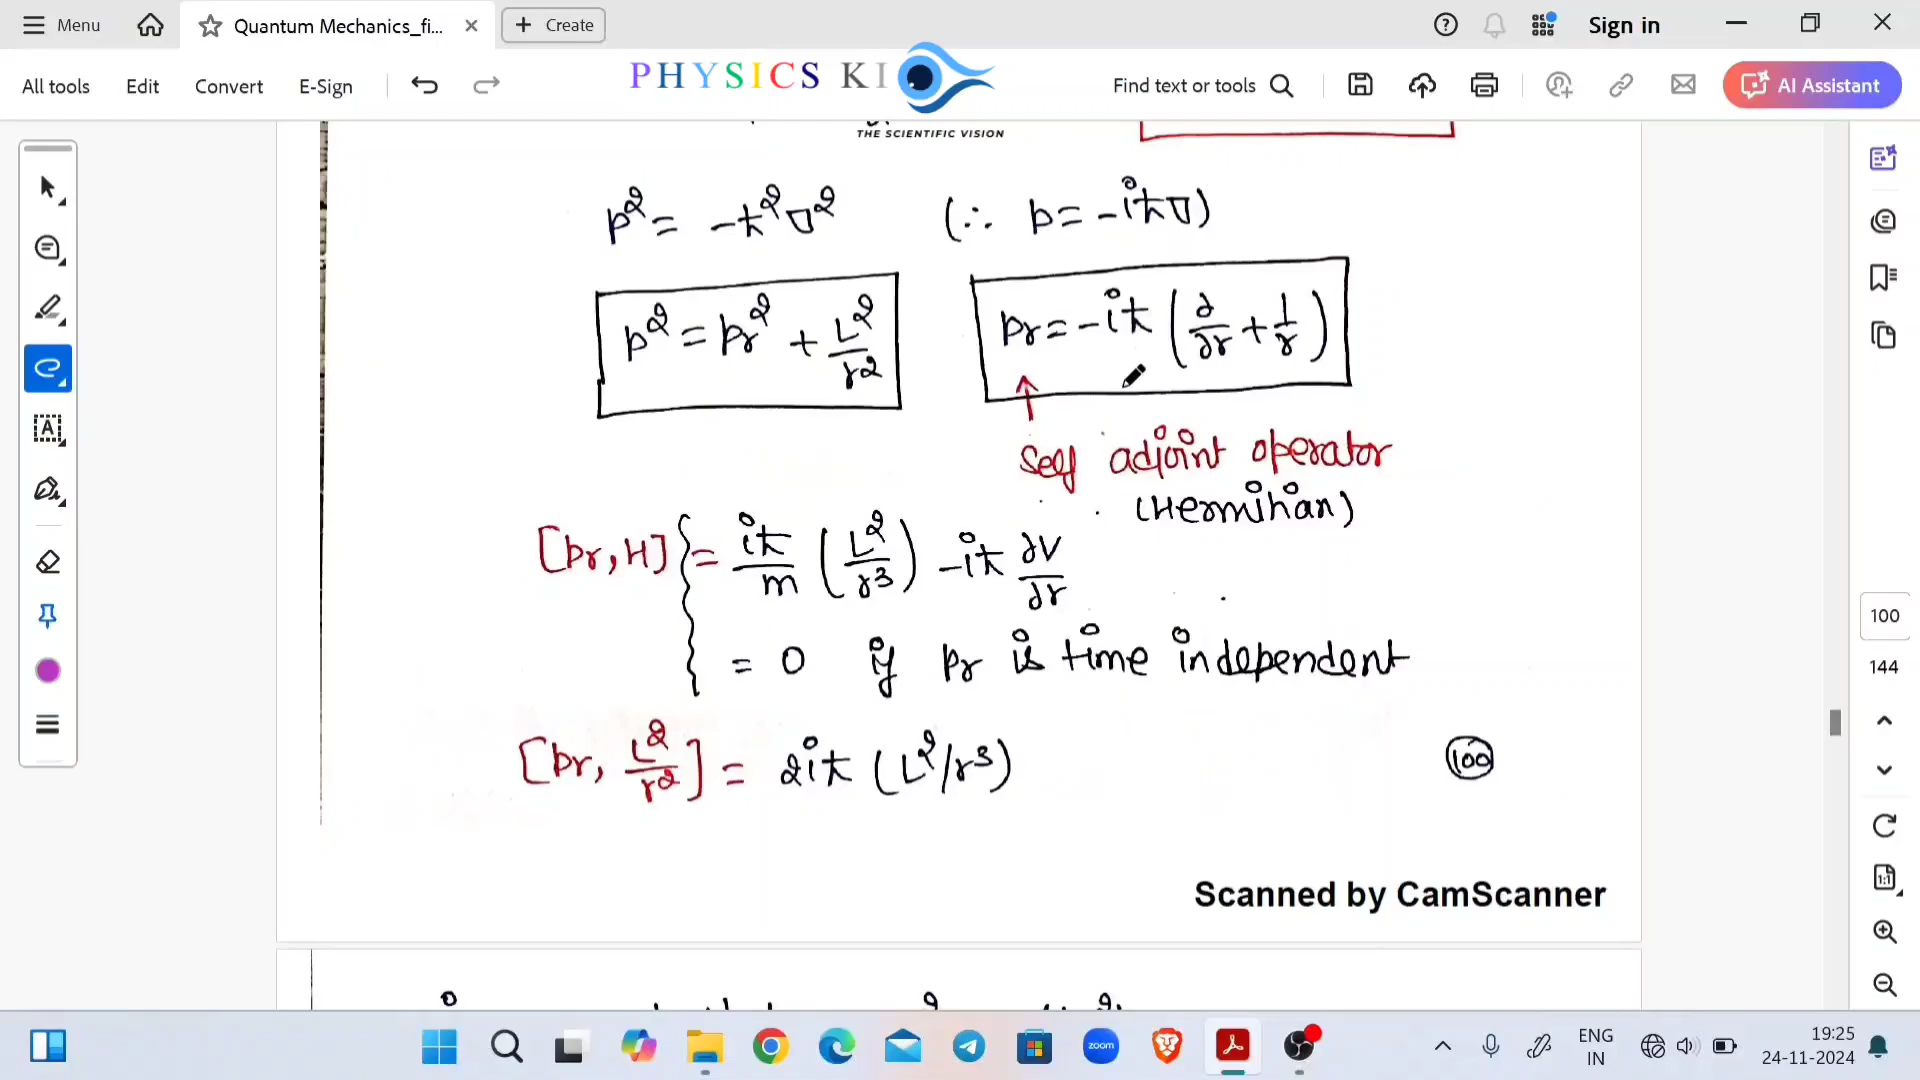 Menu
Quantum Mechanics_fi...
Create
Sign in
All tools
Edit
Convert
E-Sign
PHYSICS KI
THE SCIENTIFIC VISION
Find text or tools
AI Assistant
p² = -ħ²∇² (∴ p = -iħ∇)
p² = pr² + L²/r²
pr = -iħ (∂/∂r + 1/r)
Self adjoint operator
(Hermitian)
[pr, H] = iħ/m (L²/r³) - iħ ∂V/∂r
= 0 if pr is time independent
[pr, L²/r²] = 2iħ (L²/r³)
100
Scanned by CamScanner
100
144
1:1
zoom
ENG
IN
19:25
24-11-2024